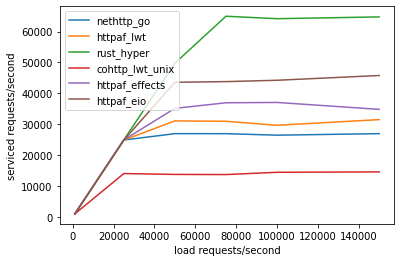 nethttp_go
httpaf_lwt
rust_hyper
cohttp_lwt_unix
httpaf_effects
httpaf_eio
serviced requests/second
60000
50000
40000
30000
20000
10000
0
0 20000 40000 60000 80000 100000 120000 140000
load requests/second